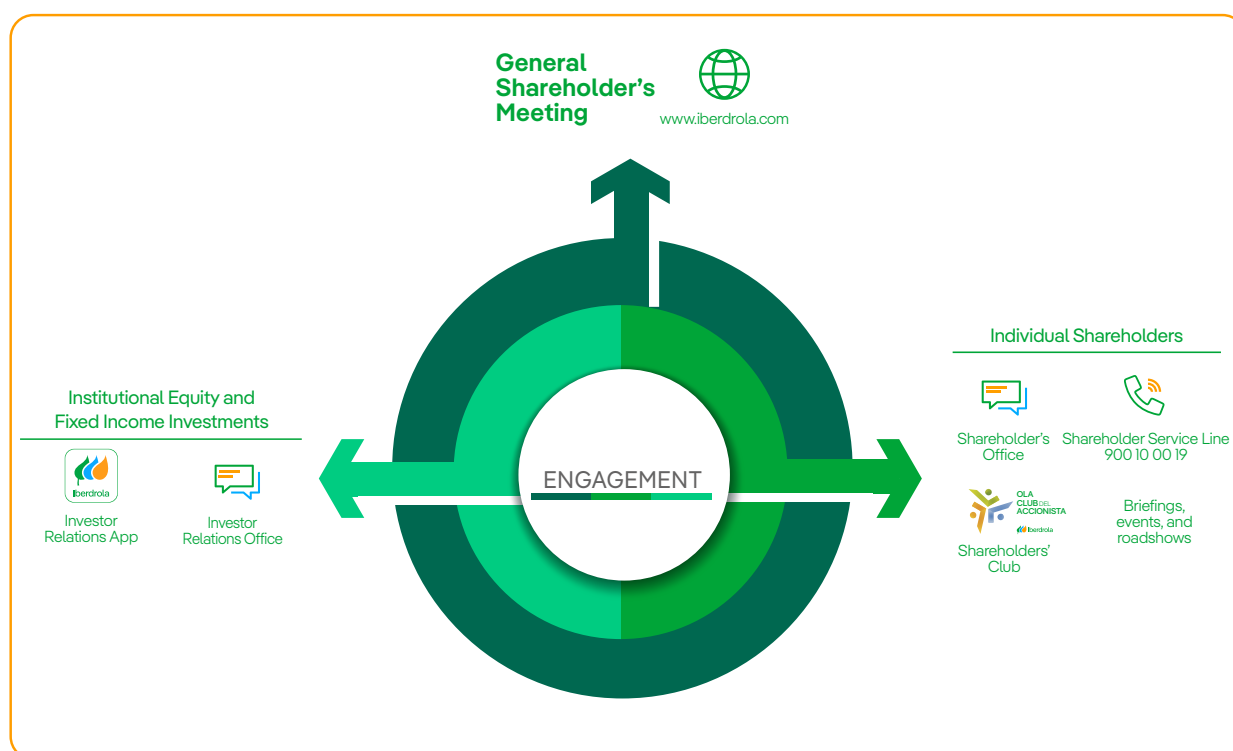 General
Shareholder's
Meeting
www.iberdrola.com
Individual Shareholders
Shareholder's
Office
Shareholder Service Line
900 10 00 19
OLA
CLUB DEL
ACCIONISTA
Iberdrola
Shareholders'
Club
Briefings,
events, and
roadshows
Institutional Equity and
Fixed Income Investments
Iberdrola
Investor
Relations App
Investor
Relations Office
ENGAGEMENT